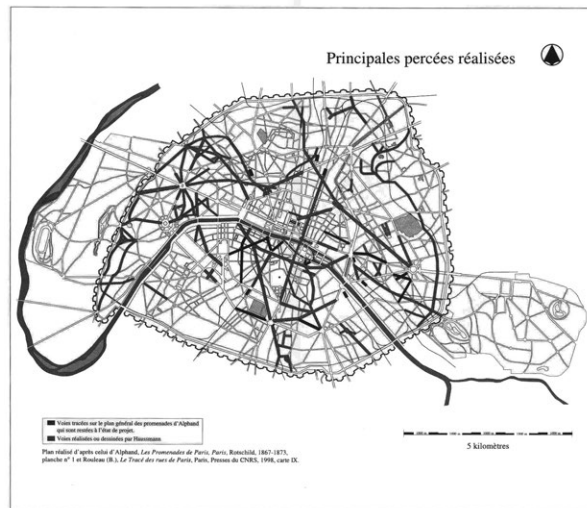 Principales percées réalisées
Voies tracées sur le plan général des promenades d'Alphand
qui sont restées à l'état de projet.
Voies réalisées ou dessinées par Haussmann
Plan réalisé d'après celui d'Alphand, Les Promenades de Paris, Paris, Rotschild, 1867-1873,
planche n° 1 et Rouleau (B.), Le Tracé des rues de Paris, Paris, Presses du CNRS, 1998, carte IX.
5 kilomètres